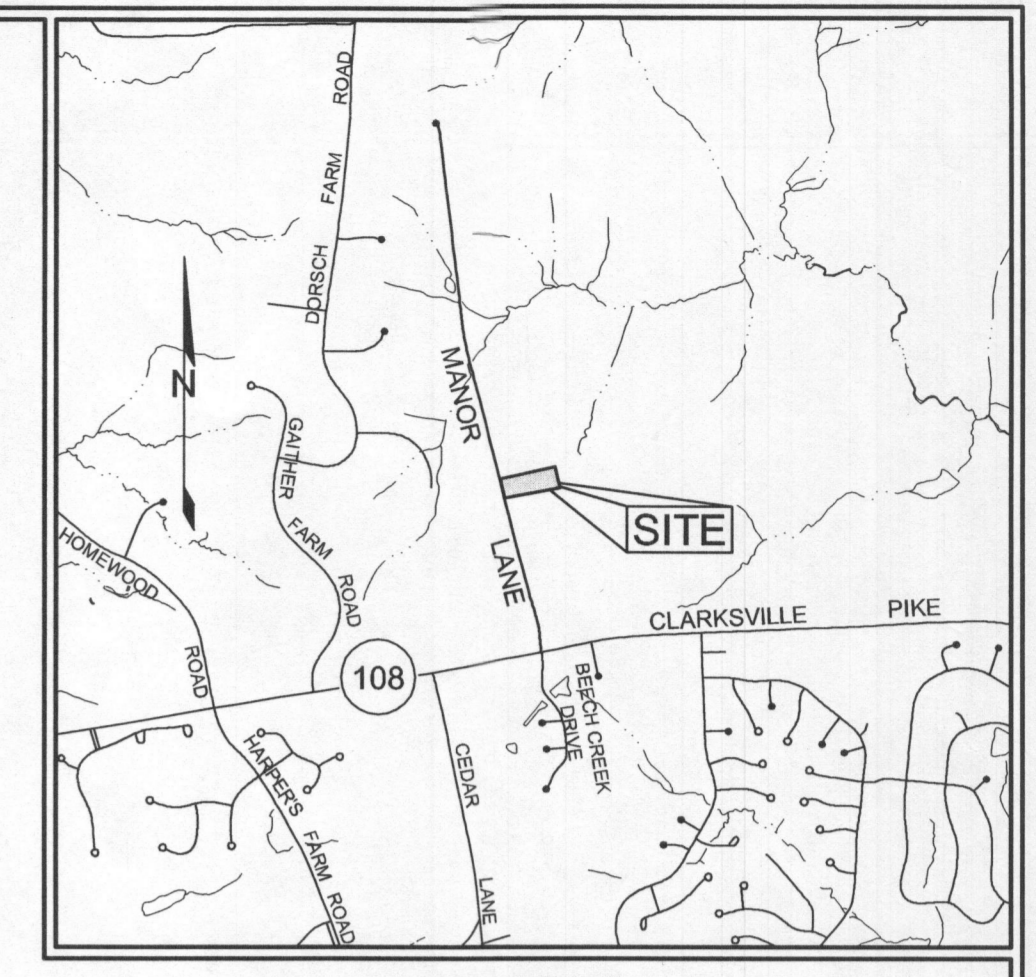 DORSCH FARM ROAD
MANOR LANE
N
GAITHER FARM ROAD
SITE
HOMEWOOD ROAD
CLARKSVILLE PIKE
108
BEECH CREEK
DRIVE
HARPER'S FARM ROAD
CEDAR LANE